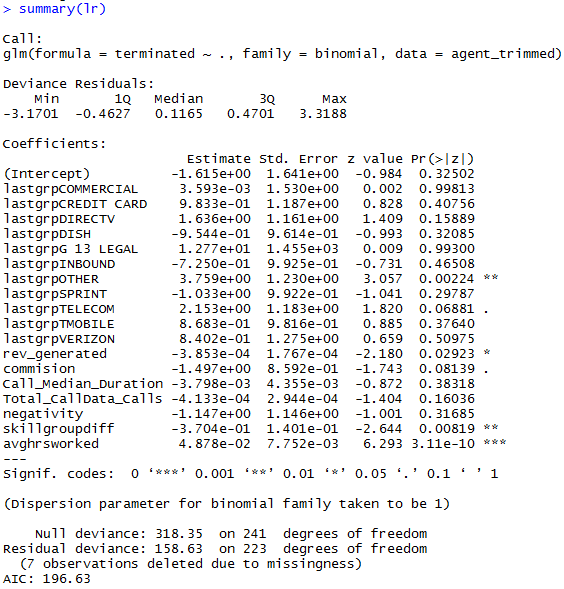 > summary(lr)
Call:
glm(formula = terminated ~ ., family = binomial, data = agent_trimmed)
Deviance Residuals:
Min 1Q Median 3Q Max
-3.1701 -0.4627 0.1165 0.4701 3.3188
Coefficients:
Estimate Std. Error z value Pr(>|z|)
(Intercept) -1.615e+00 1.641e+00 -0.984 0.32502
lastgrpCOMMERCIAL 3.593e-03 1.530e+00 0.002 0.99813
lastgrpCREDIT CARD 9.833e-01 1.187e+00 0.828 0.40756
lastgrpDIRECTV 1.636e+00 1.161e+00 1.409 0.15889
lastgrpDISH -9.544e-01 9.614e-01 -0.993 0.32085
lastgrpG 13 LEGAL 1.277e+01 1.455e+03 0.009 0.99300
lastgrpINBOUND -7.250e-01 9.925e-01 -0.731 0.46508
lastgrpOTHER 3.759e+00 1.230e+00 3.057 0.00224 **
lastgrpSPRINT -1.033e+00 9.922e-01 -1.041 0.29787
lastgrpTELECOM 2.153e+00 1.183e+00 1.820 0.06881 .
lastgrpTMOBILE 8.683e-01 9.816e-01 0.885 0.37640
lastgrpVERIZON 8.402e-01 1.275e+00 0.659 0.50975
rev_generated -3.853e-04 1.767e-04 -2.180 0.02923 *
commision -1.497e+00 8.592e-01 -1.743 0.08139 .
Call_Median_Duration -3.798e-03 4.355e-03 -0.872 0.38318
Total_CallData_Calls -4.133e-04 2.944e-04 -1.404 0.16036
negativity -1.147e+00 1.146e+00 -1.001 0.31685
skillgroupdiff -3.704e-01 1.401e-01 -2.644 0.00819 **
avghrsworked 4.878e-02 7.752e-03 6.293 3.11e-10 ***
---
Signif. codes: 0 ‘***’ 0.001 ‘**’ 0.01 ‘*’ 0.05 ‘.’ 0.1 ‘ ’ 1
(Dispersion parameter for binomial family taken to be 1)
Null deviance: 318.35 on 241 degrees of freedom
Residual deviance: 158.63 on 223 degrees of freedom
(7 observations deleted due to missingness)
AIC: 196.63